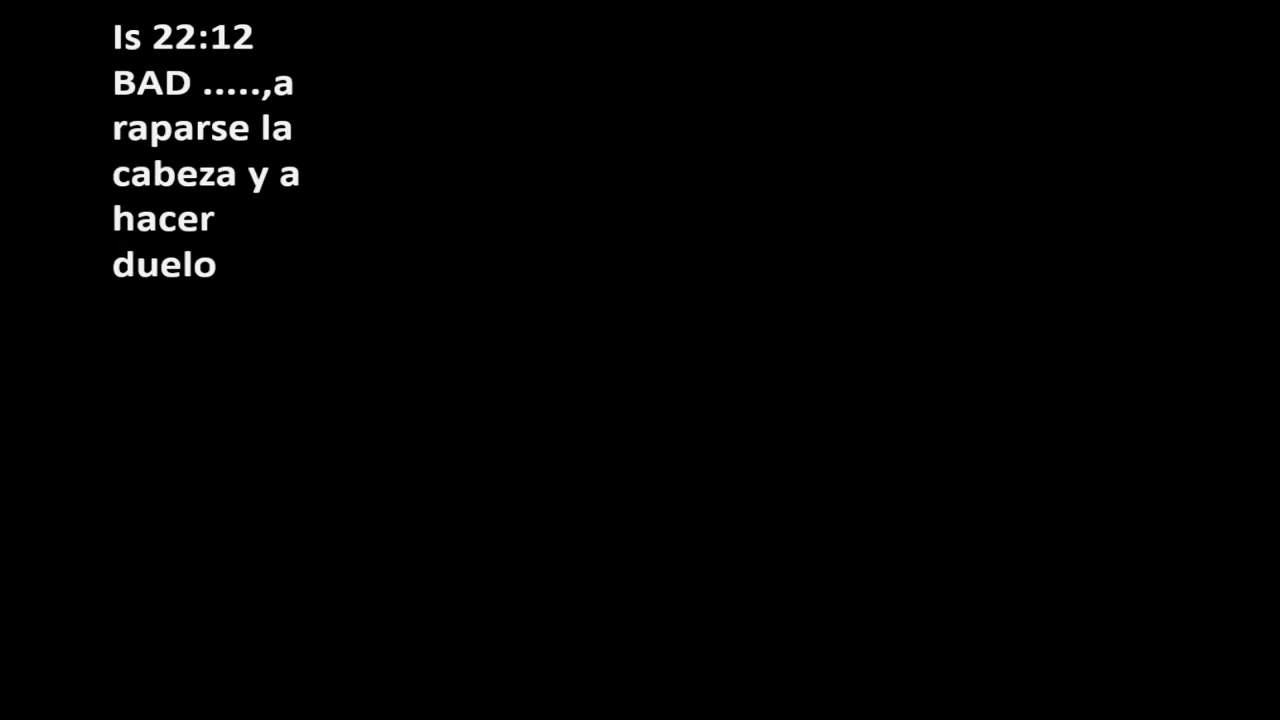 Is 22:12
BAD .....,a
raparse la
cabeza y a
hacer
duelo